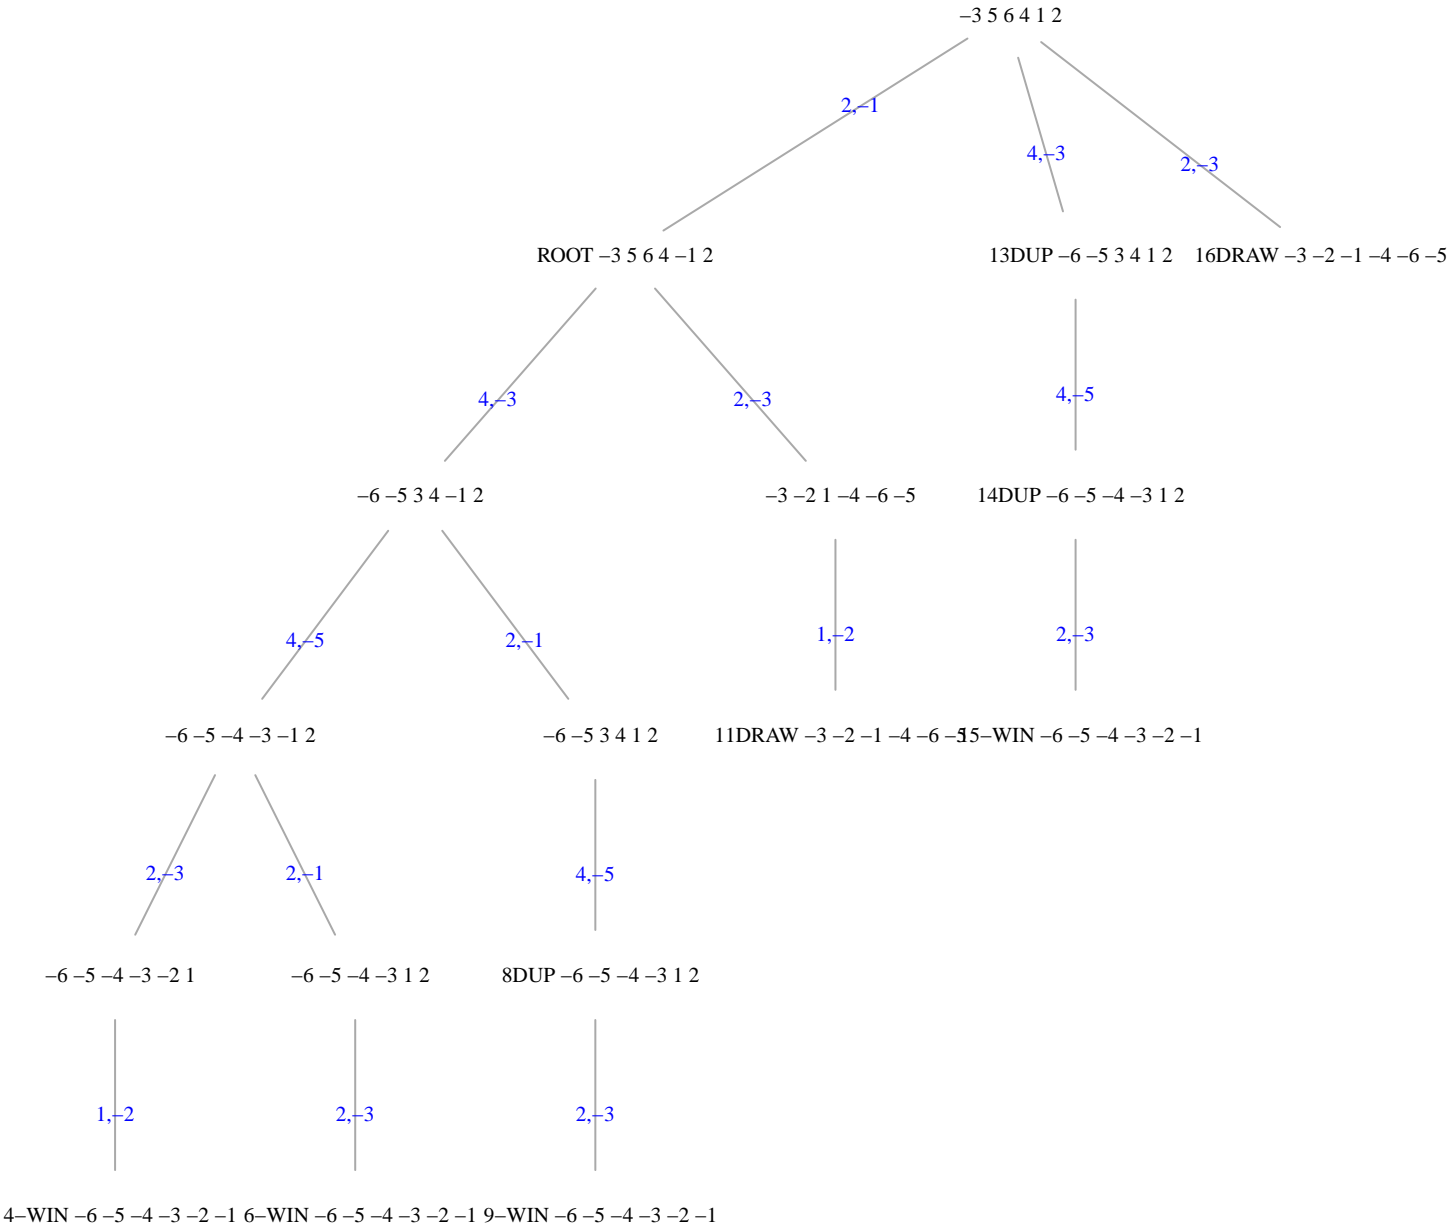 –3 5 6 4 1 2
2,–1
4,–3
2,–3
ROOT –3 5 6 4 –1 2
13DUP –6 –5 3 4 1 2
16DRAW –3 –2 –1 –4 –6 –5
4,–3
2,–3
4,–5
–6 –5 3 4 –1 2
–3 –2 1 –4 –6 –5
14DUP –6 –5 –4 –3 1 2
4,–5
2,–1
1,–2
2,–3
–6 –5 –4 –3 –1 2
–6 –5 3 4 1 2
11DRAW –3 –2 –1 –4 –6 –5
15–WIN –6 –5 –4 –3 –2 –1
2,–3
2,–1
4,–5
–6 –5 –4 –3 –2 1
–6 –5 –4 –3 1 2
8DUP –6 –5 –4 –3 1 2
1,–2
2,–3
2,–3
4–WIN –6 –5 –4 –3 –2 –1
6–WIN –6 –5 –4 –3 –2 –1
9–WIN –6 –5 –4 –3 –2 –1